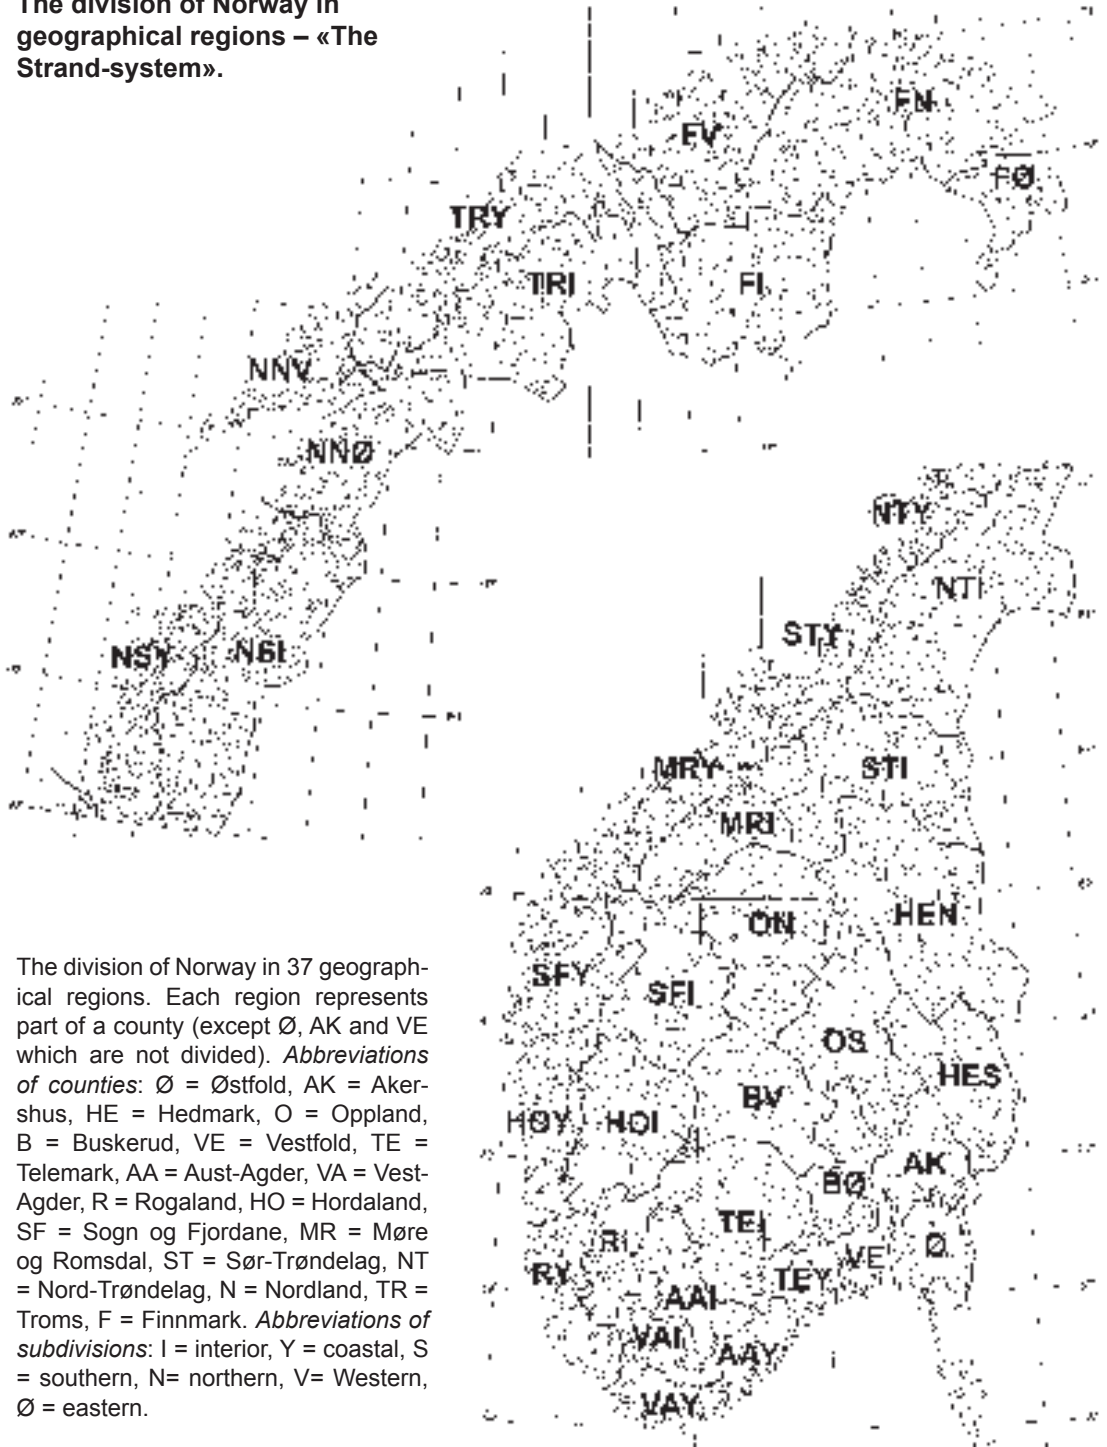 The division of Norway in
geographical regions – «The
Strand-system».
FN
FV
FØ
TRY
TRI
FI
NNV
NNØ
NTY
NTI
STY
NSY
NSI
MRY
STI
MRI
HEN
ON
SFY
SFI
OS
HES
BV
HOY
HOI
AK
BØ
TEI
RI
Ø
VE
RY
TEY
AAI
VAI
AAY
VAY
The division of Norway in 37 geograph-
ical regions. Each region represents
part of a county (except Ø, AK and VE
which are not divided). Abbreviations
of counties: Ø = Østfold, AK = Aker-
shus, HE = Hedmark, O = Oppland,
B = Buskerud, VE = Vestfold, TE =
Telemark, AA = Aust-Agder, VA = Vest-
Agder, R = Rogaland, HO = Hordaland,
SF = Sogn og Fjordane, MR = Møre
og Romsdal, ST = Sør-Trøndelag, NT
= Nord-Trøndelag, N = Nordland, TR =
Troms, F = Finnmark. Abbreviations of
subdivisions: I = interior, Y = coastal, S
= southern, N= northern, V= Western,
Ø = eastern.